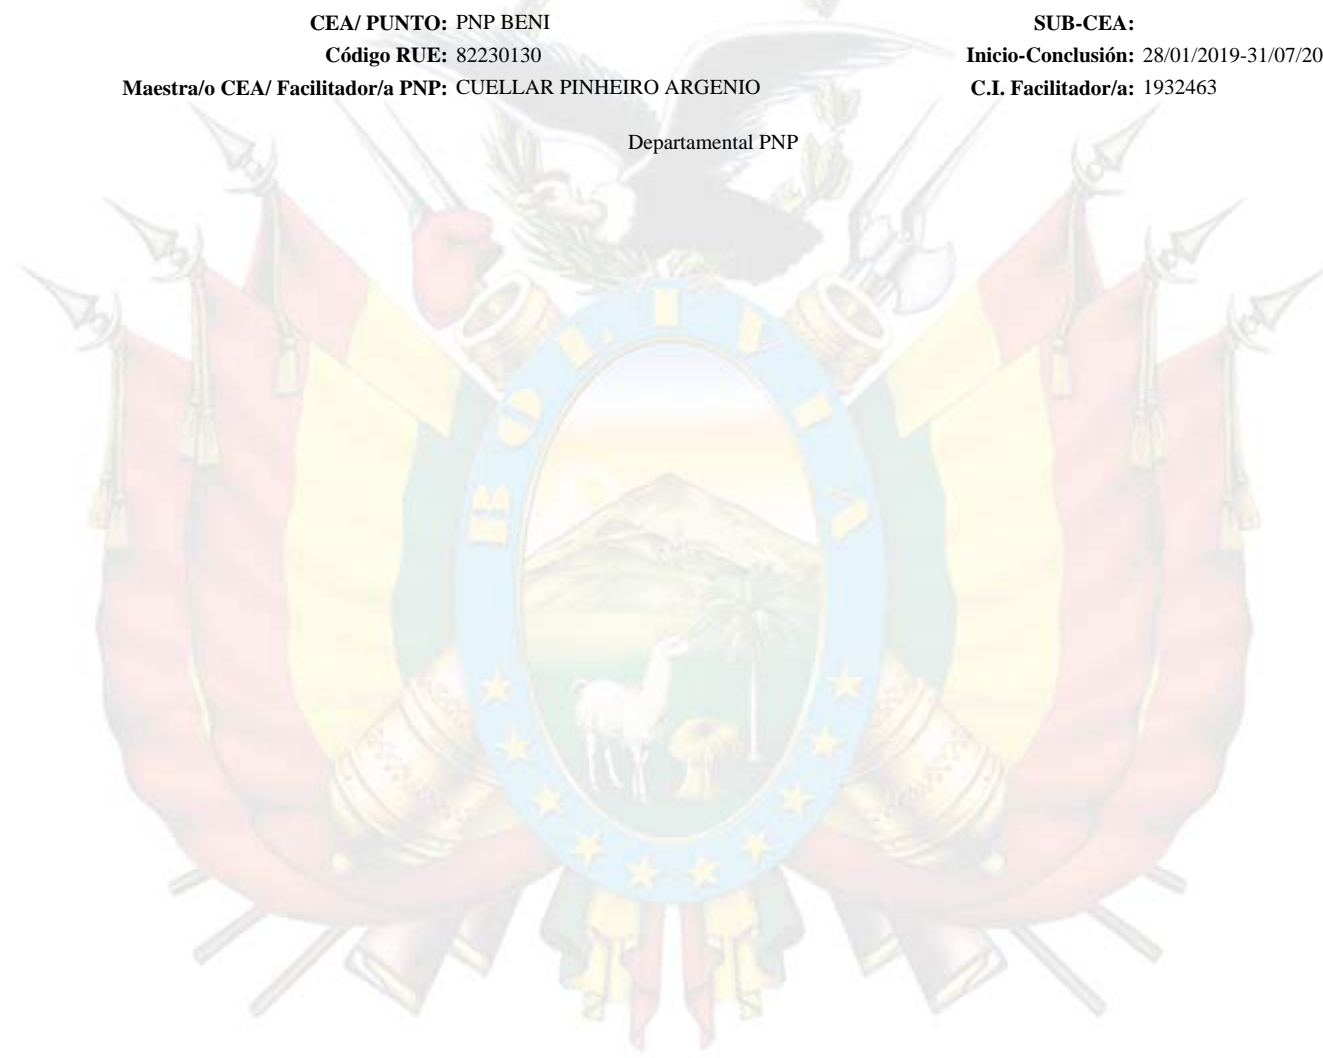 CEA/ PUNTO: PNP BENI SUB-CEA:
Código RUE: 82230130 Inicio-Conclusión: 28/01/2019-31/07/20
Maestra/o CEA/ Facilitador/a PNP: CUELLAR PINHEIRO ARGENIO C.I. Facilitador/a: 1932463
Departamental PNP
BOLIVIA